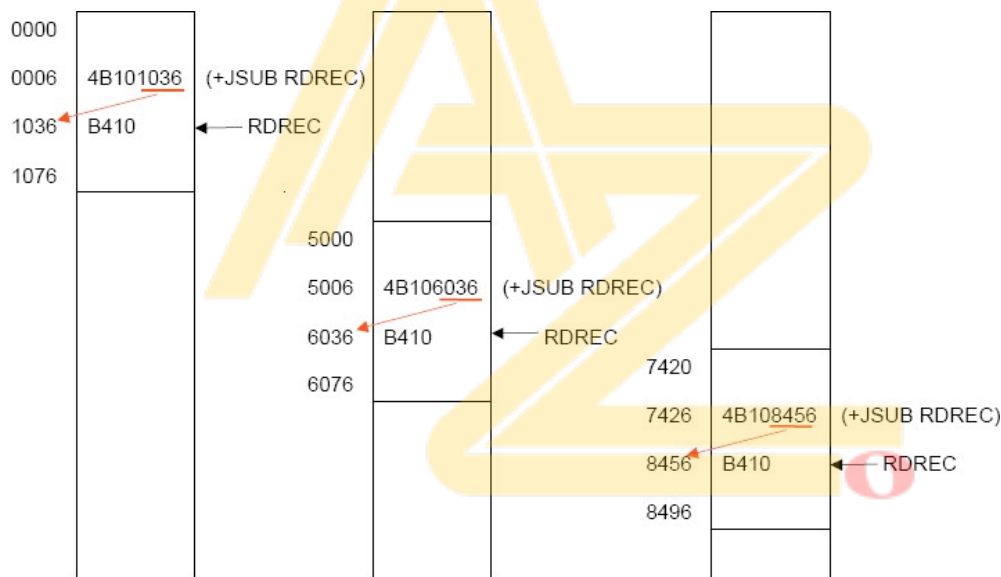 0000
0006 4B101036 (+JSUB RDREC)
1036 B410 RDREC
1076
5000
5006 4B106036 (+JSUB RDREC)
6036 B410 RDREC
6076
7420
7426 4B108456 (+JSUB RDREC)
8456 B410 RDREC
8496